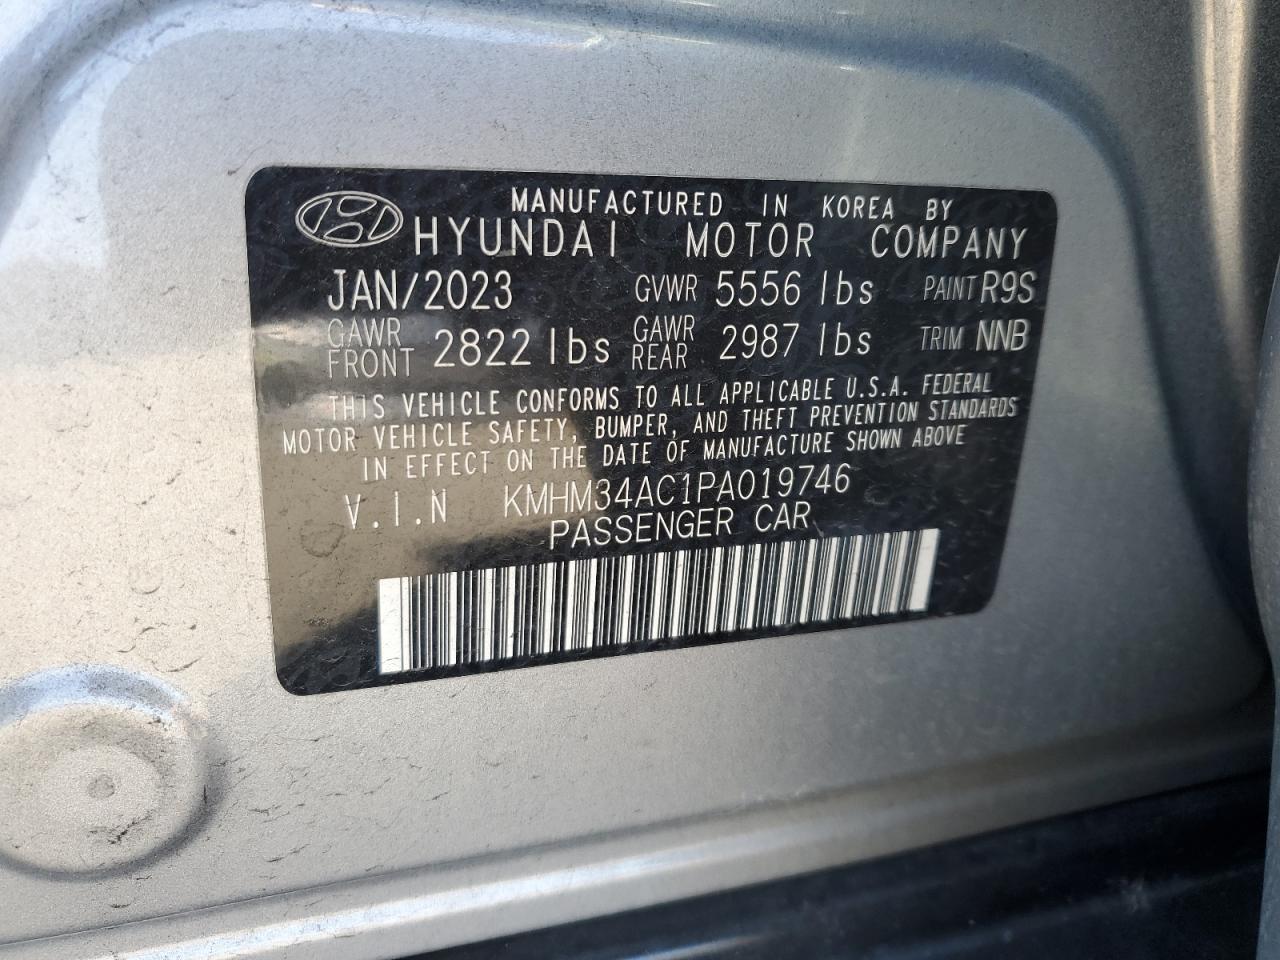 MANUFACTURED IN KOREA BY
HYUNDAI MOTOR COMPANY
JAN/2023 GVWR 5556 lbs PAINT R9S
GAWR FRONT 2822 lbs GAWR REAR 2987 lbs TRIM NNB
THIS VEHICLE CONFORMS TO ALL APPLICABLE U.S.A. FEDERAL
MOTOR VEHICLE SAFETY, BUMPER, AND THEFT PREVENTION STANDARDS
IN EFFECT ON THE DATE OF MANUFACTURE SHOWN ABOVE
V.I.N KMHM34AC1PA019746
PASSENGER CAR